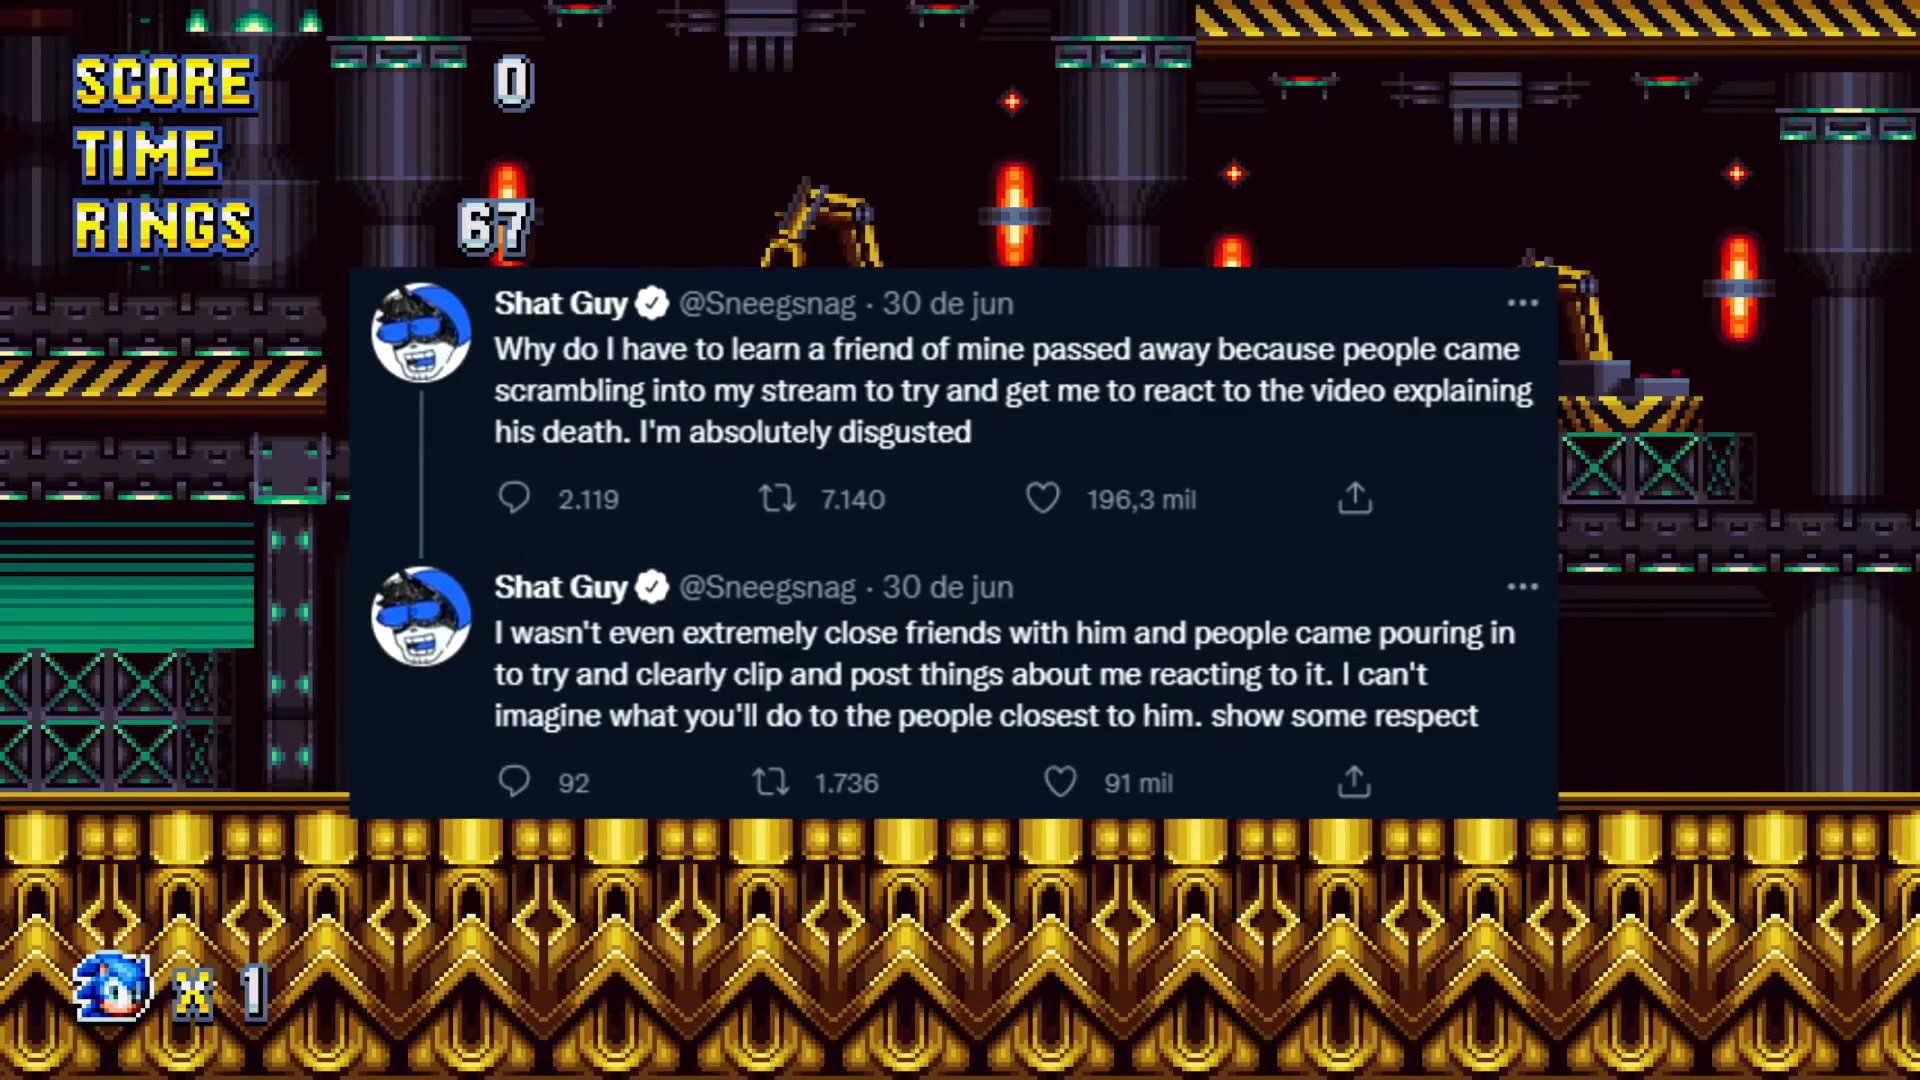 SCORE 0
TIME
RINGS 67
Shat Guy @Sneegsnag · 30 de jun
Why do I have to learn a friend of mine passed away because people came
scrambling into my stream to try and get me to react to the video explaining
his death. I'm absolutely disgusted
2.119 7.140 196,3 mil
Shat Guy @Sneegsnag · 30 de jun
I wasn't even extremely close friends with him and people came pouring in
to try and clearly clip and post things about me reacting to it. I can't
imagine what you'll do to the people closest to him. show some respect
92 1.736 91 mil
X 1